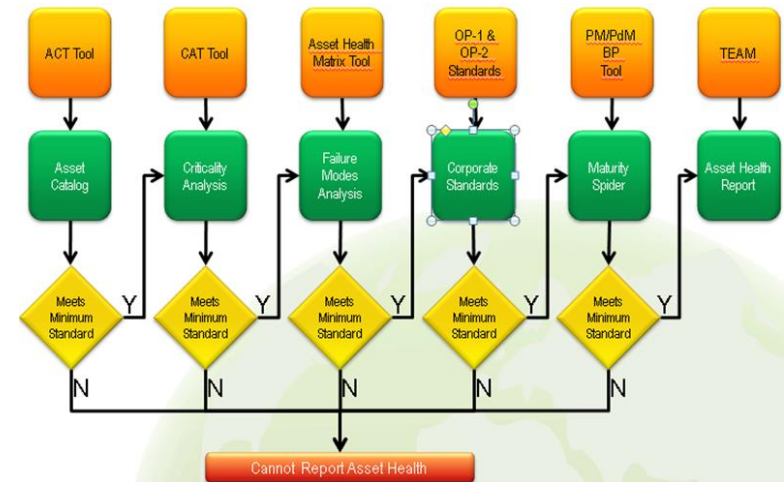 ACT Tool
CAT Tool
Asset Health
Matrix Tool
OP-1 &
OP-2
Standards
PM/PdM
BP
Tool
TEAM
Asset
Catalog
Criticality
Analysis
Failure
Modes
Analysis
Corporate
Standards
Maturity
Spider
Asset Health
Report
Meets
Minimum
Standard
Y
Meets
Minimum
Standard
Y
Meets
Minimum
Standard
Y
Meets
Minimum
Standard
Y
Meets
Minimum
Standard
Y
N
N
N
N
N
Cannot Report Asset Health